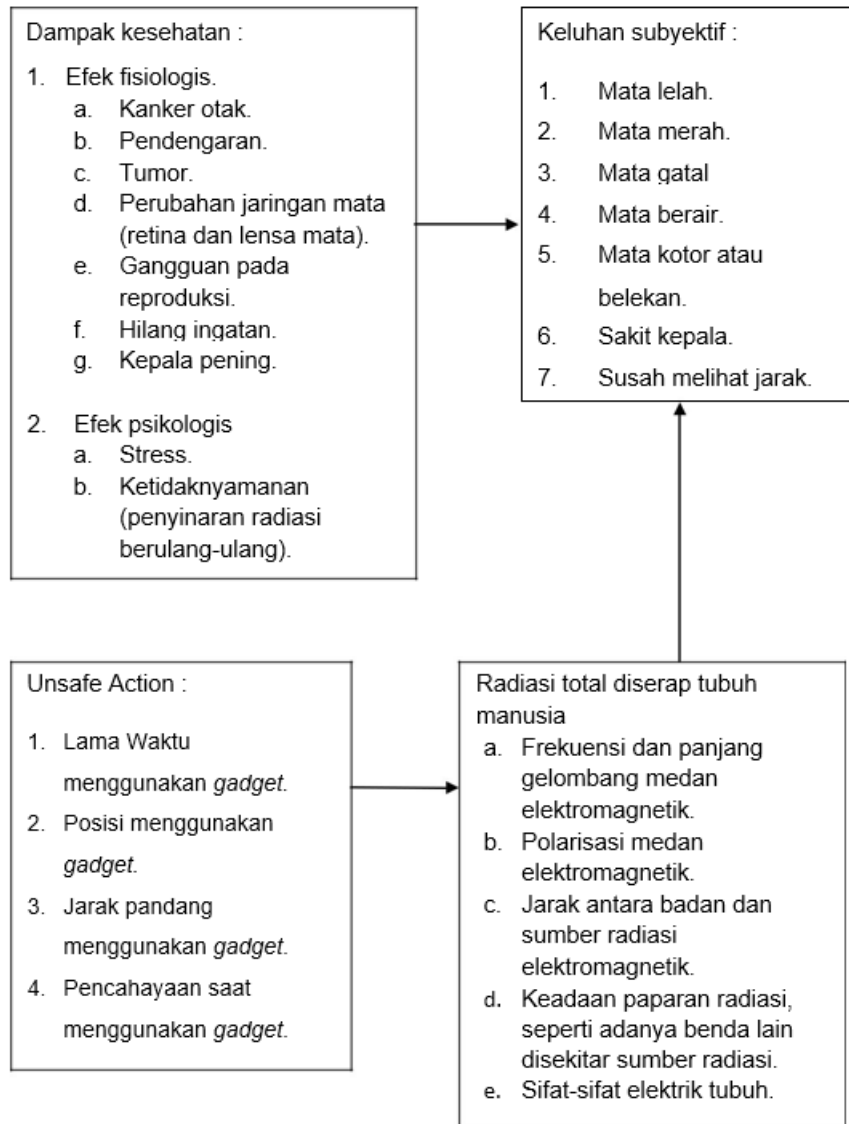 Dampak kesehatan :
1. Efek fisiologis.
a. Kanker otak.
b. Pendengaran.
c. Tumor.
d. Perubahan jaringan mata
(retina dan lensa mata).
e. Gangguan pada
reproduksi.
f. Hilang ingatan.
g. Kepala pening.
2. Efek psikologis
a. Stress.
b. Ketidaknyamanan
(penyinaran radiasi
berulang-ulang).
Keluhan subyektif :
1. Mata lelah.
2. Mata merah.
3. Mata gatal
4. Mata berair.
5. Mata kotor atau
belekan.
6. Sakit kepala.
7. Susah melihat jarak.
Unsafe Action :
1. Lama Waktu
menggunakan gadget.
2. Posisi menggunakan
gadget.
3. Jarak pandang
menggunakan gadget.
4. Pencahayaan saat
menggunakan gadget.
Radiasi total diserap tubuh
manusia
a. Frekuensi dan panjang
gelombang medan
elektromagnetik.
b. Polarisasi medan
elektromagnetik.
c. Jarak antara badan dan
sumber radiasi
elektromagnetik.
d. Keadaan paparan radiasi,
seperti adanya benda lain
disekitar sumber radiasi.
e. Sifat-sifat elektrik tubuh.